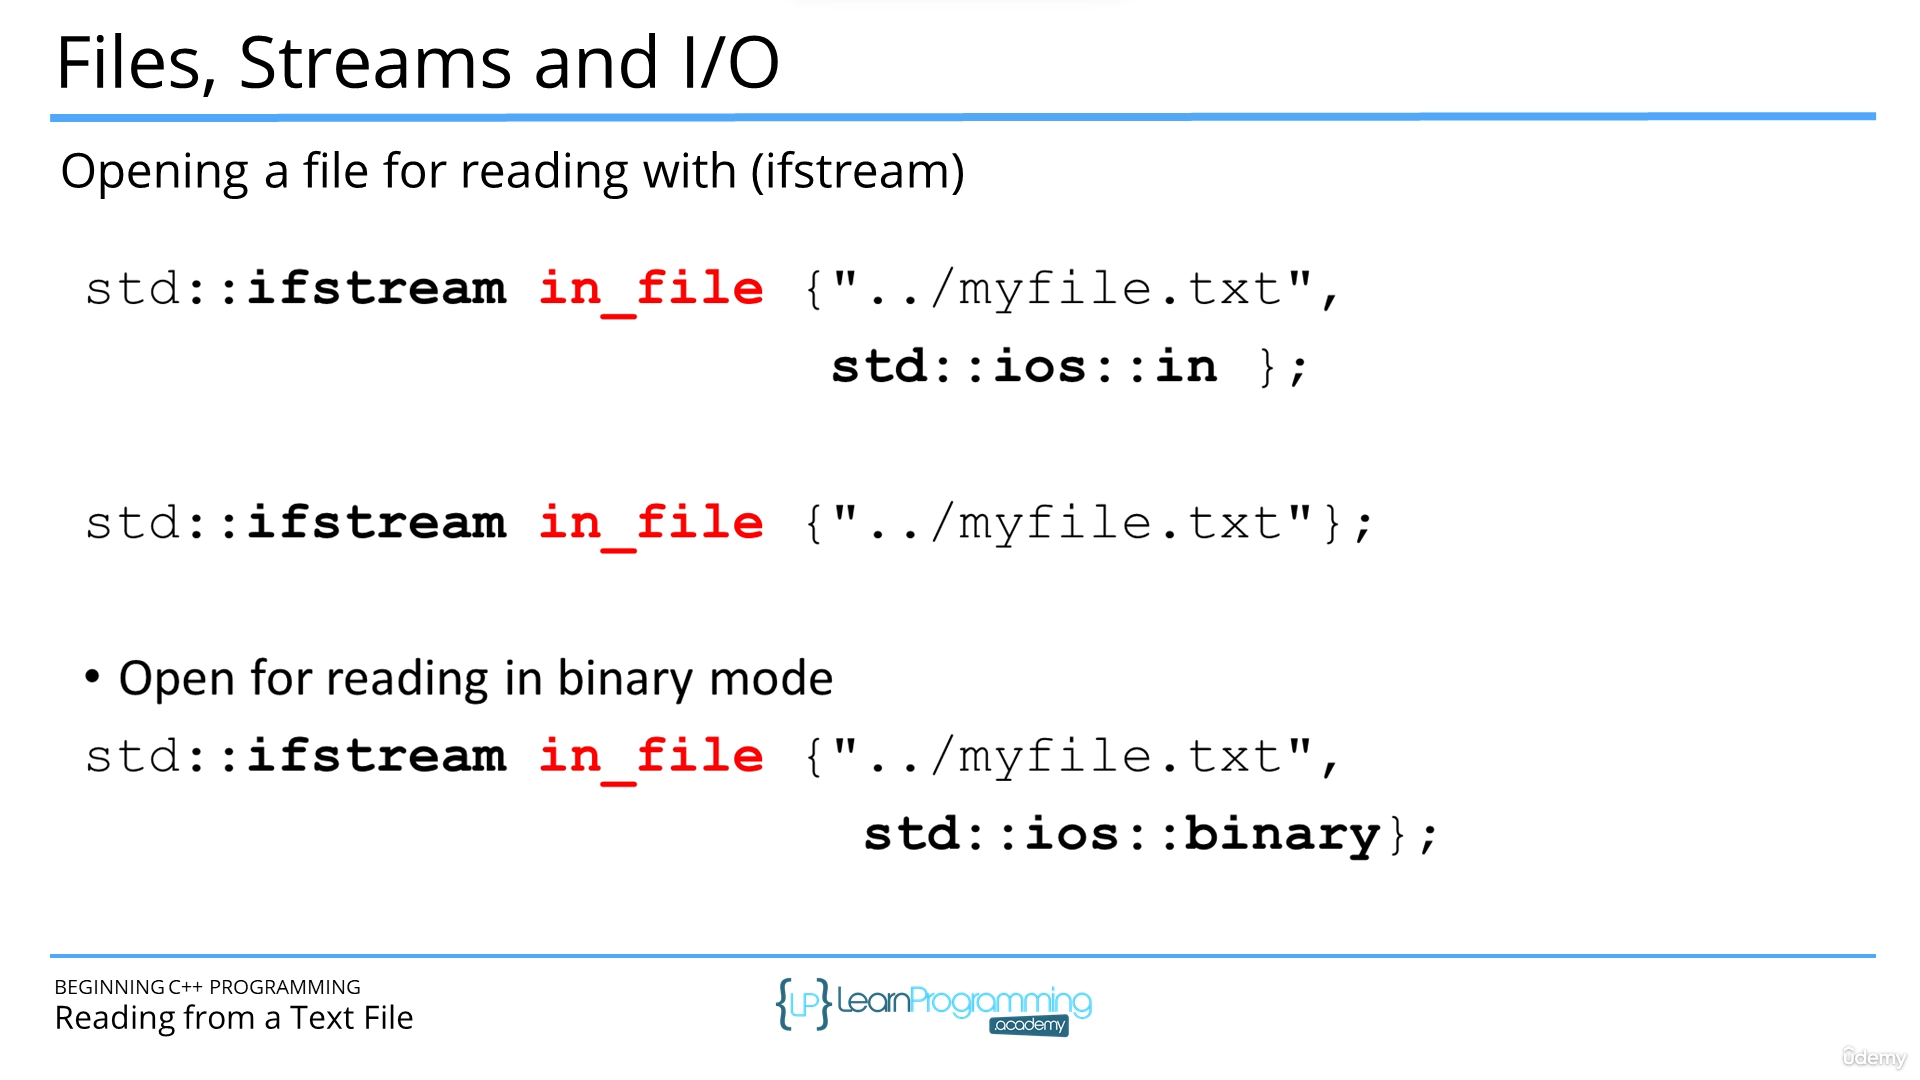 Files, Streams and I/O
Opening a file for reading with (ifstream)
std::ifstream in_file {"../myfile.txt",
std::ios::in };
std::ifstream in_file {"../myfile.txt"};
• Open for reading in binary mode
std::ifstream in_file {"../myfile.txt",
std::ios::binary};
BEGINNING C++ PROGRAMMING
Reading from a Text File
{LP} LearnProgramming
academy
ûdemy